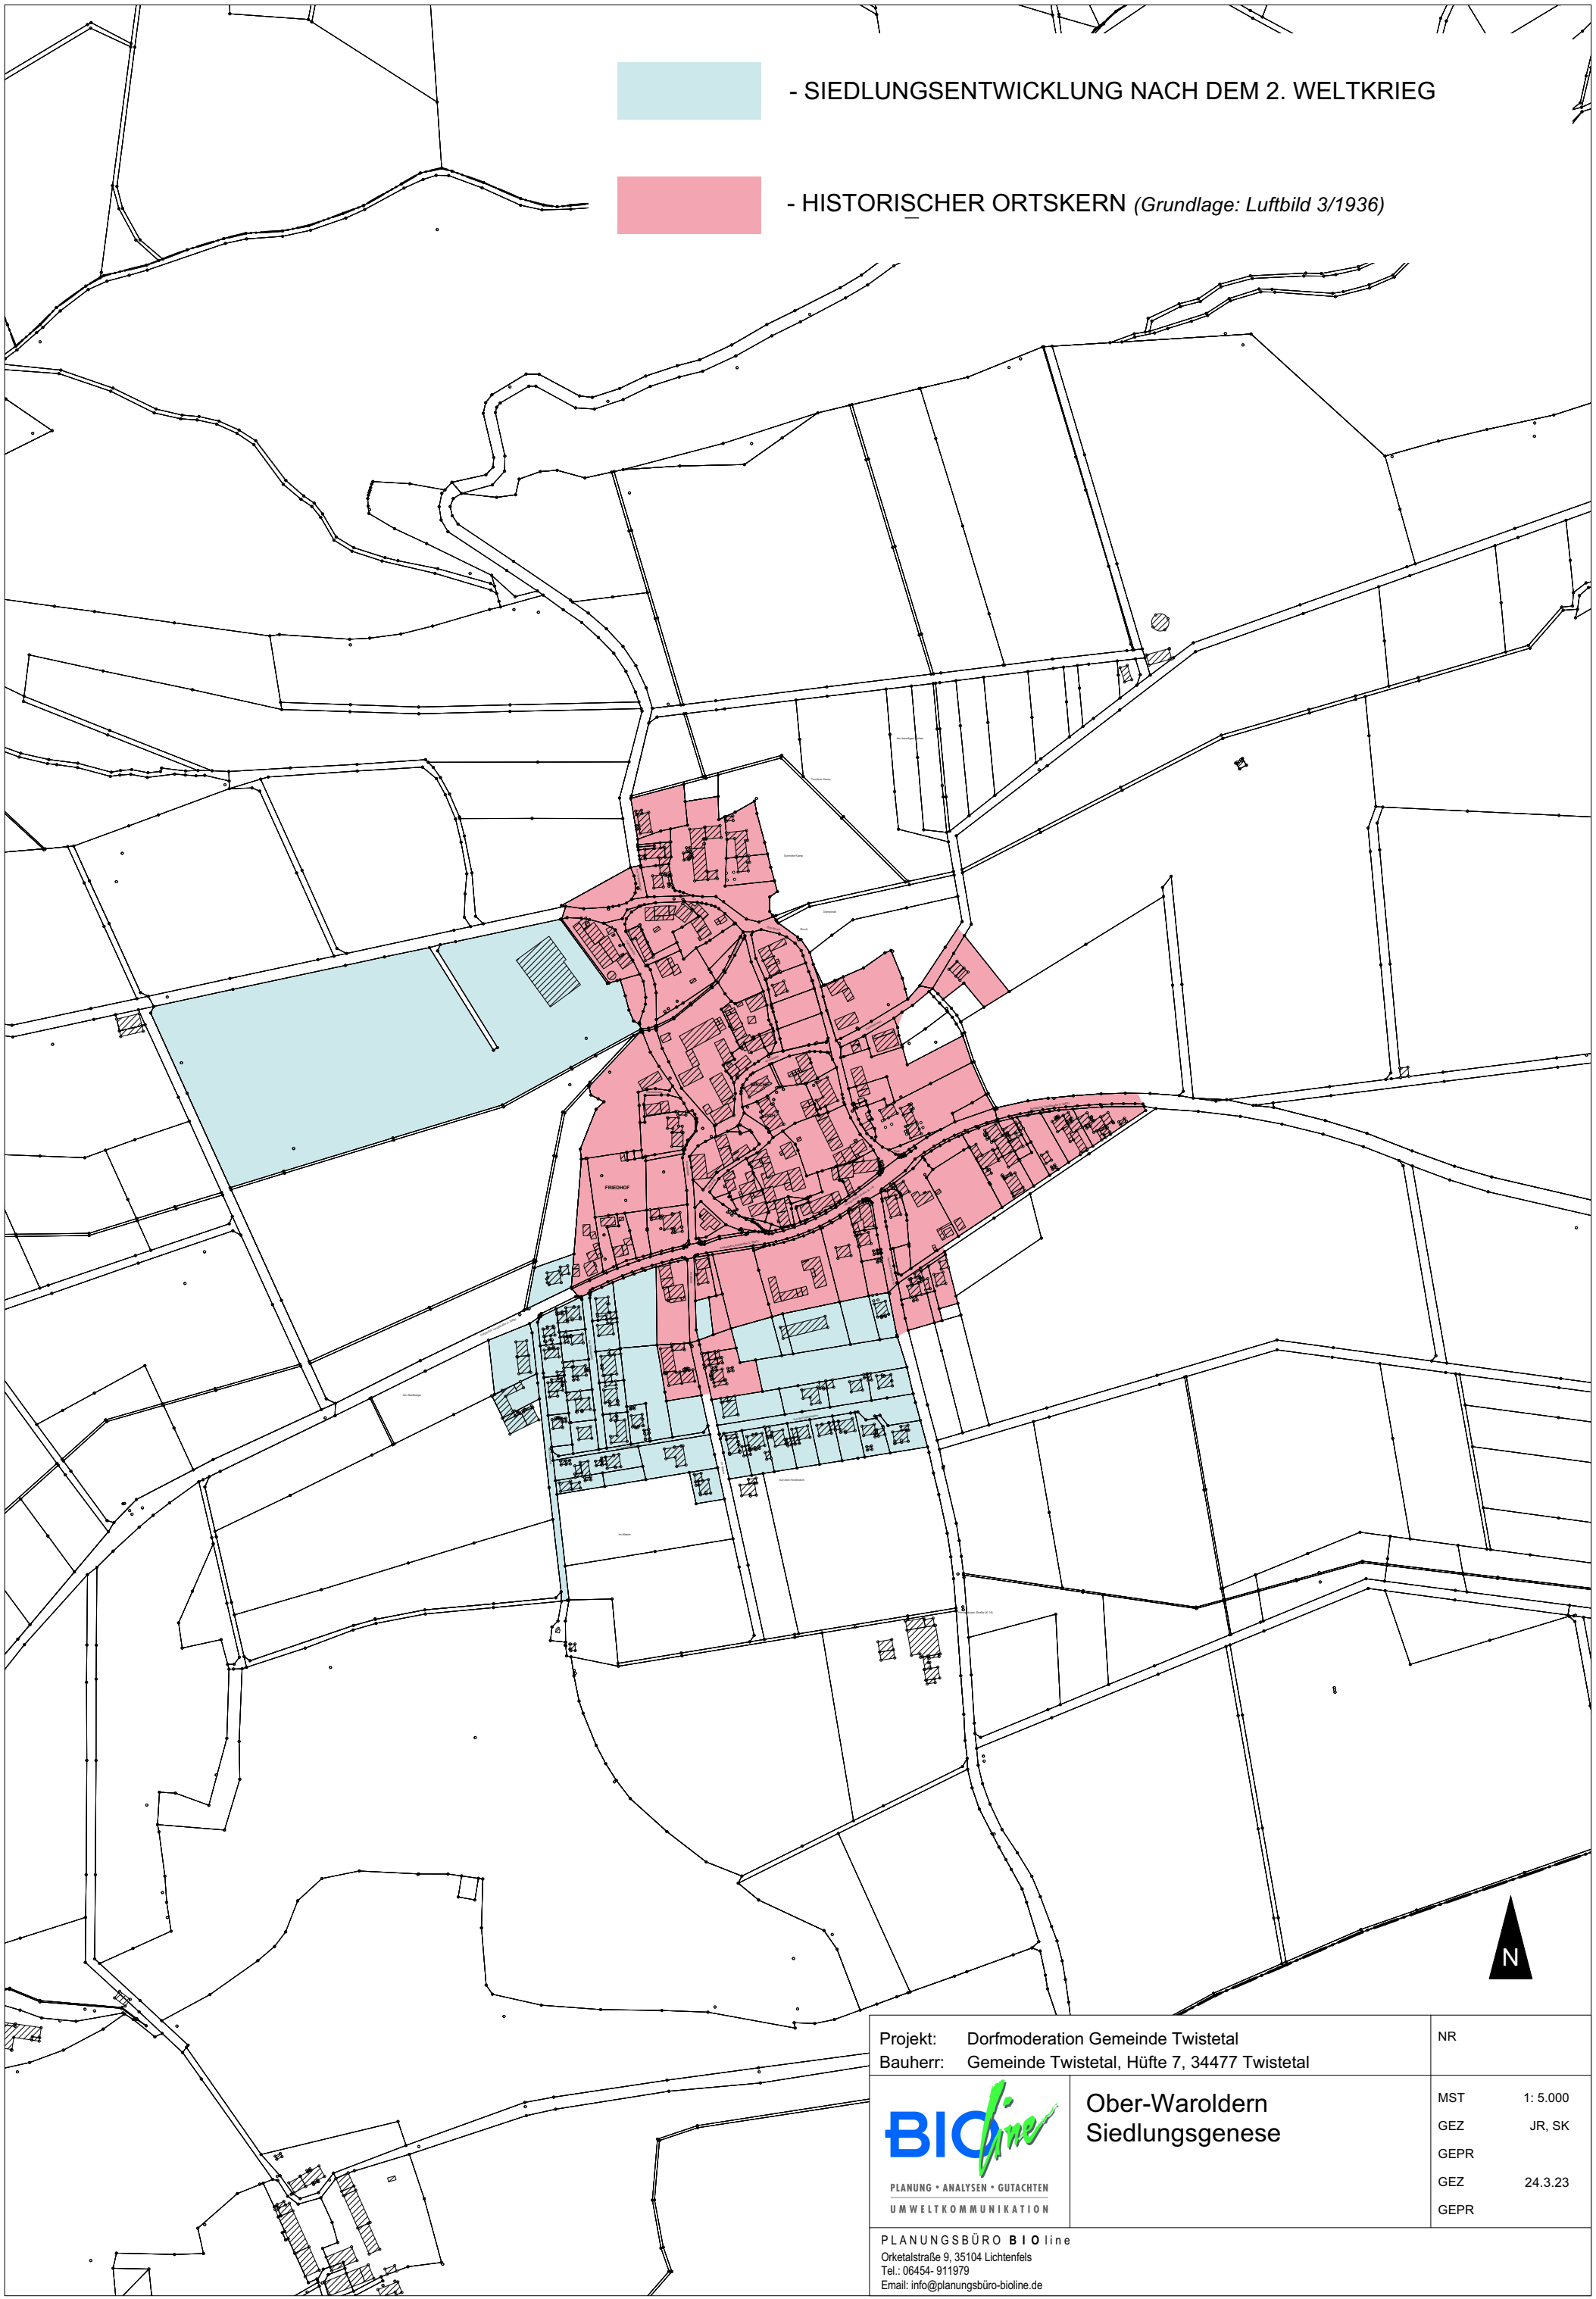 - SIEDLUNGSENTWICKLUNG NACH DEM 2. WELTKRIEG
- HISTORISCHER ORTSKERN (Grundlage: Luftbild 3/1936)
FRIEDHOF
N
Projekt: Dorfmoderation Gemeinde Twistetal
Bauherr: Gemeinde Twistetal, Hüfte 7, 34477 Twistetal
NR
BIOline
PLANUNG • ANALYSEN • GUTACHTEN
UMWELTKOMMUNIKATION
Ober-Waroldern
Siedlungsgenese
MST 1: 5.000
GEZ JR, SK
GEPR
GEZ 24.3.23
GEPR
PLANUNGSBÜRO BIOline
Orketalstraße 9, 35104 Lichtenfels
Tel.: 06454- 911979
Email: info@planungsbüro-bioline.de